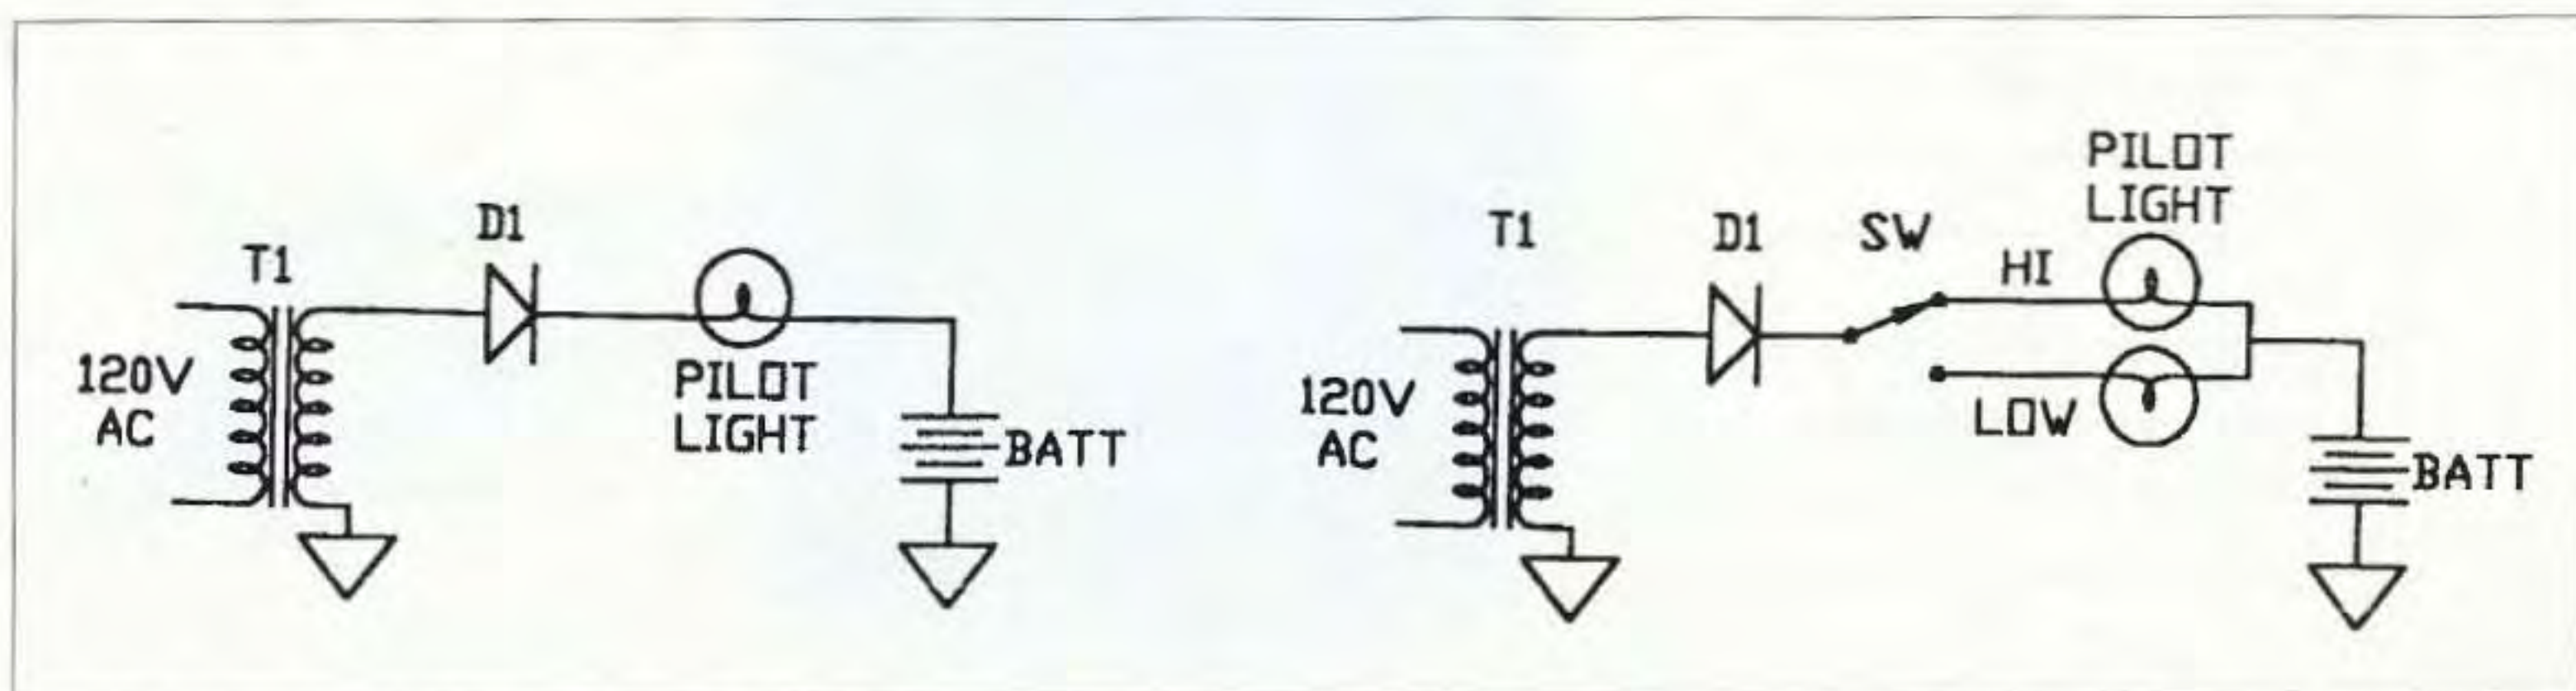 T1
D1
120V
AC
PILOT
LIGHT
BATT
T1
D1
SW
HI
PILOT
LIGHT
120V
AC
LOW
BATT